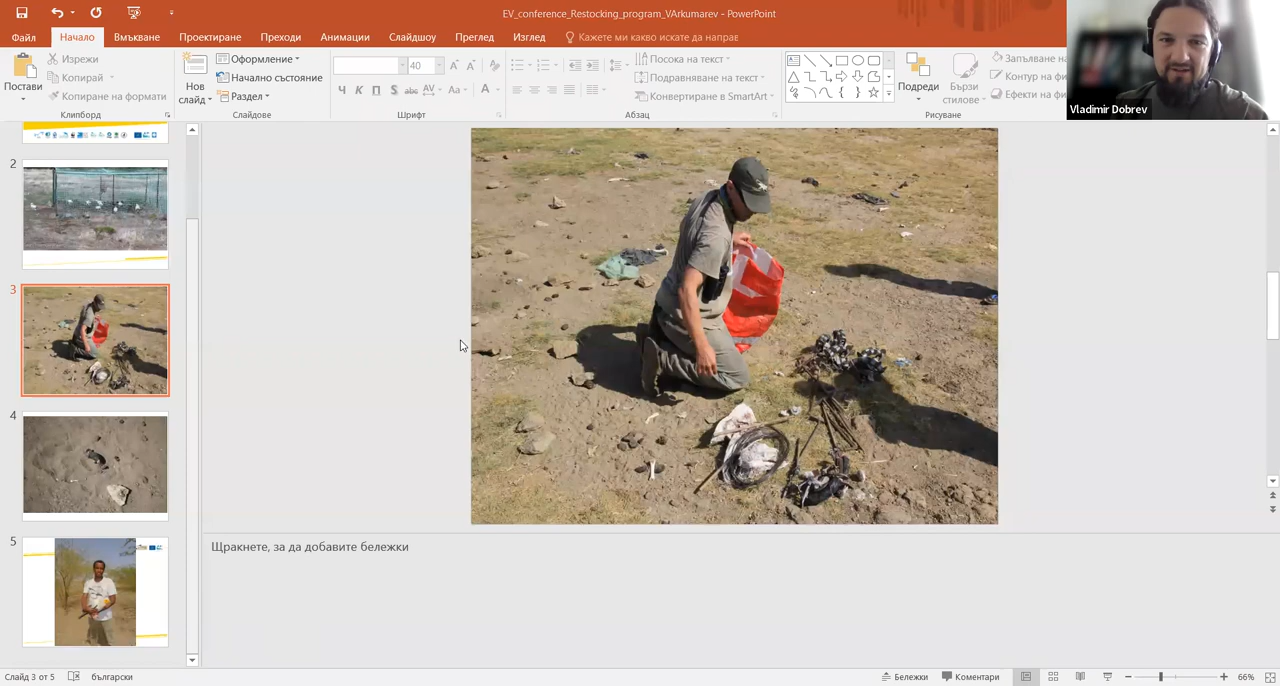 EV_conference_Restocking_program_VArkumarev - PowerPoint
Файл Начало Вмъкване Проектиране Преходи Анимации Слайдшоу Преглед Изглед Кажете ми какво искате да направ
Постави
Изрежи
Копирай
Копиране на формати
Клипборд
Нов слайд
Оформление
Начално състояние
Раздел
Слайдове
40
Ч К П S abc AV Aa A
Шрифт
Посока на текст
Подравняване на текст
Конвертиране в SmartArt
Абзац
Подреди
Бързи стилове
Запълване на
Контур на фи
Ефекти на фи
Рисуване
Vladimir Dobrev
2
3
4
5
Щракнете, за да добавите бележки
Слайд 3 от 5 български Бележки Коментари 66%